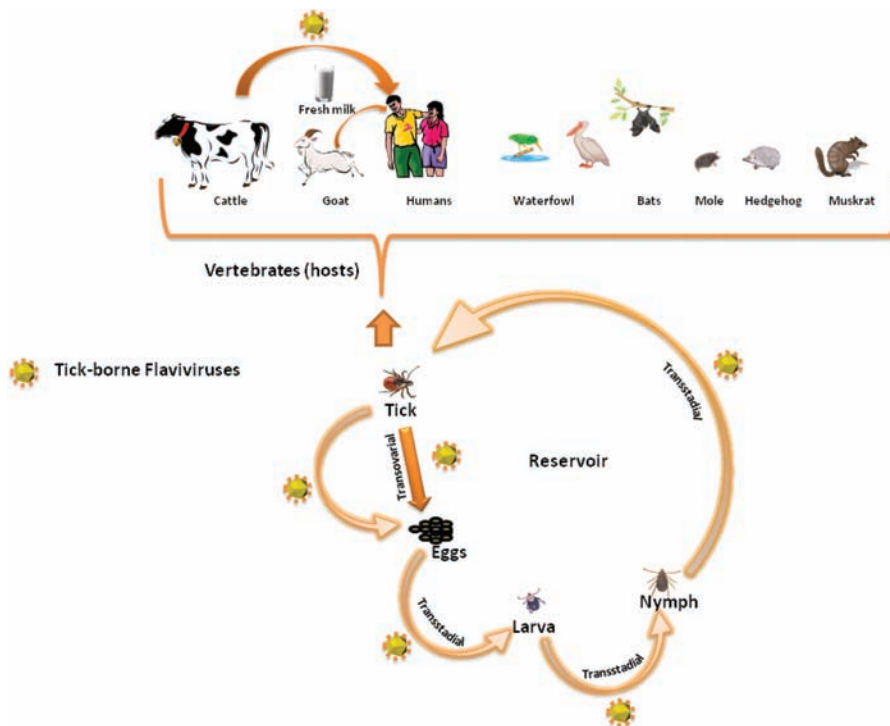 Fresh milk
Cattle
Goat
Humans
Waterfowl
Bats
Mole
Hedgehog
Muskrat
Vertebrates (hosts)
Tick-borne Flaviviruses
Tick
Transovarial
Transstadial
Reservoir
Eggs
Transstadial
Larva
Nymph
Transstadial